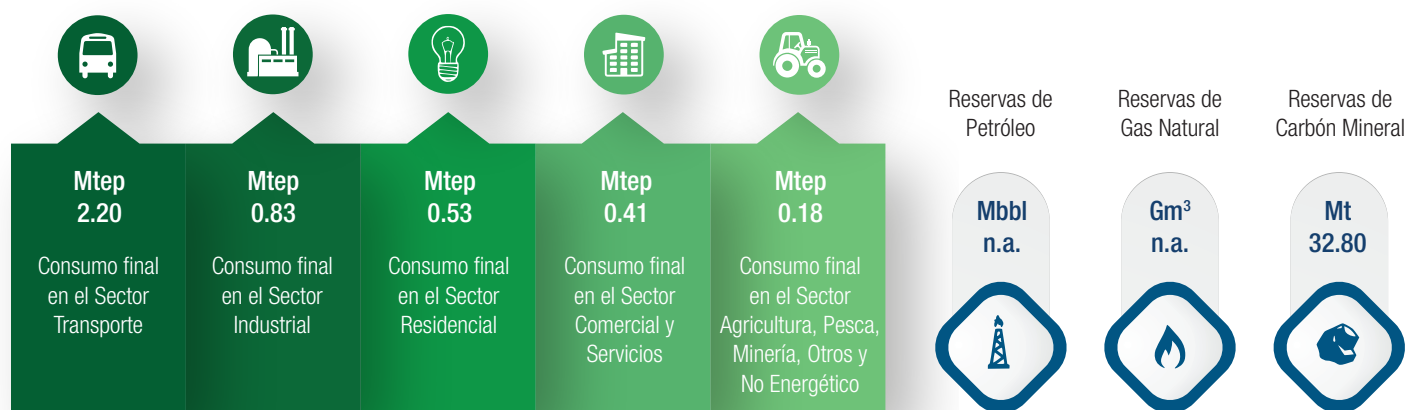 Mtep
2.20
Consumo final
en el Sector
Transporte
Mtep
0.83
Consumo final
en el Sector
Industrial
Mtep
0.53
Consumo final
en el Sector
Residencial
Mtep
0.41
Consumo final
en el Sector
Comercial y
Servicios
Mtep
0.18
Consumo final
en el Sector
Agricultura, Pesca,
Minería, Otros y
No Energético
Reservas de
Petróleo
Mbbl
n.a.
Reservas de
Gas Natural
Gm³
n.a.
Reservas de
Carbón Mineral
Mt
32.80